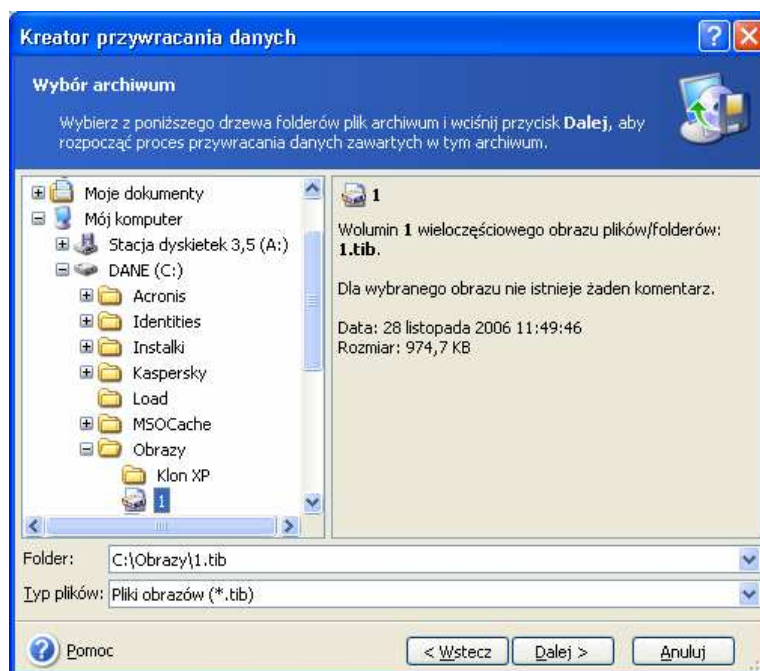 Kreator przywracania danych
Wybór archiwum
Wybierz z poniższego drzewa folderów plik archiwum i wciśnij przycisk Dalej, aby
rozpocząć proces przywracania danych zawartych w tym archiwum.
Moje dokumenty
Mój komputer
Stacja dyskietek 3,5 (A:)
DANE (C:)
Acronis
Identities
Instalki
Kaspersky
Load
MSOCache
Obrazy
Klon XP
1
1
Wolumin 1 wieloczęściowego obrazu plików/folderów:
1.tib.
Dla wybranego obrazu nie istnieje żaden komentarz.
Data: 28 listopada 2006 11:49:46
Rozmiar: 974,7 KB
Folder: C:\Obrazy\1.tib
Typ plików: Pliki obrazów (*.tib)
Pomoc < Wstecz Dalej > Anuluj